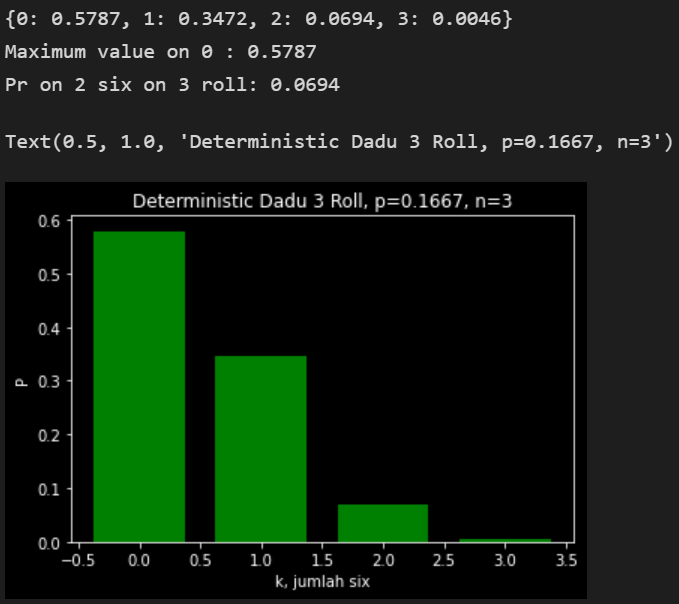 {0: 0.5787, 1: 0.3472, 2: 0.0694, 3: 0.0046}
Maximum value on 0 : 0.5787
Pr on 2 six on 3 roll: 0.0694
Text(0.5, 1.0, 'Deterministic Dadu 3 Roll, p=0.1667, n=3')
Deterministic Dadu 3 Roll, p=0.1667, n=3
0.6
0.5
0.4
0.3
0.2
0.1
0.0
P
−0.5 0.0 0.5 1.0 1.5 2.0 2.5 3.0 3.5
k, jumlah six